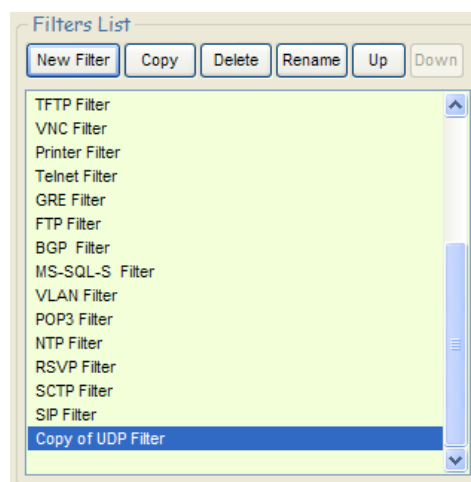 Filters List
New Filter Copy Delete Rename Up Down
TFTP Filter
VNC Filter
Printer Filter
Telnet Filter
GRE Filter
FTP Filter
BGP  Filter
MS-SQL-S  Filter
VLAN Filter
POP3 Filter
NTP Filter
RSVP Filter
SCTP Filter
SIP Filter
Copy of UDP Filter